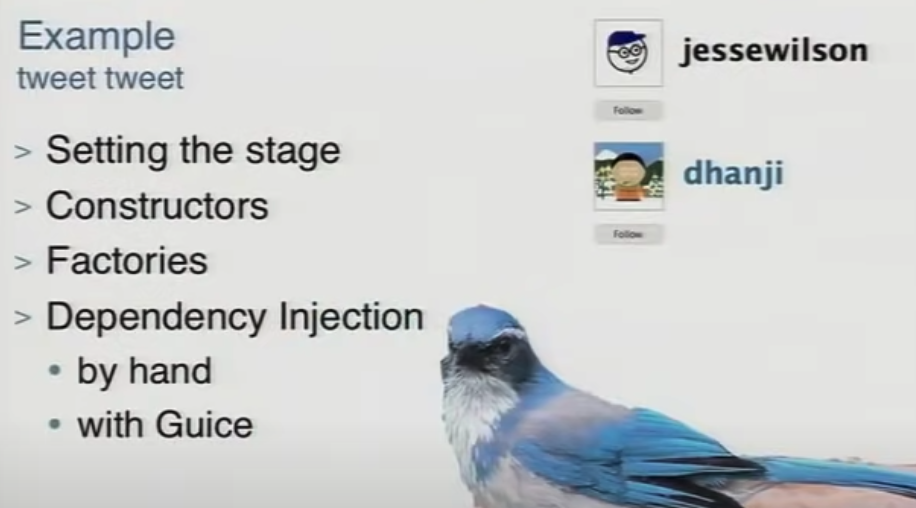 Example
tweet tweet
> Setting the stage
> Constructors
> Factories
> Dependency Injection
• by hand
• with Guice
jessewilson
Follow
dhanji
Follow